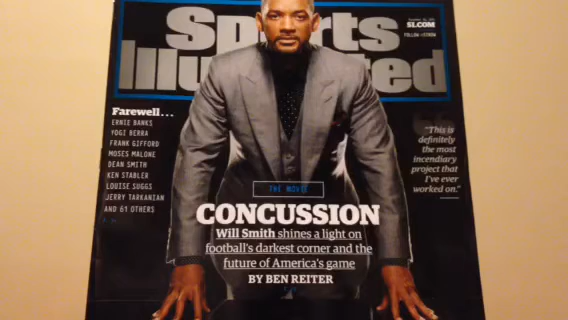 Sports
Illustrated
SI.COM
FOLLOW
Farewell...
ERNIE BANKS
YOGI BERRA
FRANK GIFFORD
MOSES MALONE
DEAN SMITH
KEN STABLER
LOUISE SUGGS
JERRY TARKANIAN
AND 61 OTHERS
"This is
definitely
the most
incendiary
project that
I've ever
worked on."
THE MOVIE
CONCUSSION
Will Smith shines a light on
football's darkest corner and the
future of America's game
BY BEN REITER